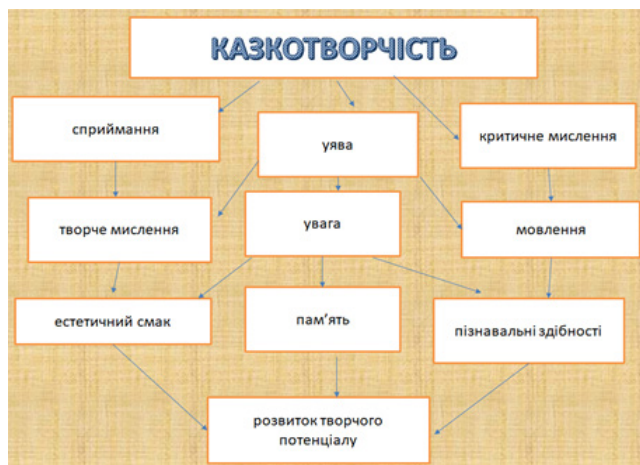 КАЗКОТВОРЧІСТЬ
сприймання
уява
критичне мислення
творче мислення
увага
мовлення
естетичний смак
пам'ять
пізнавальні здібності
розвиток творчого
потенціалу